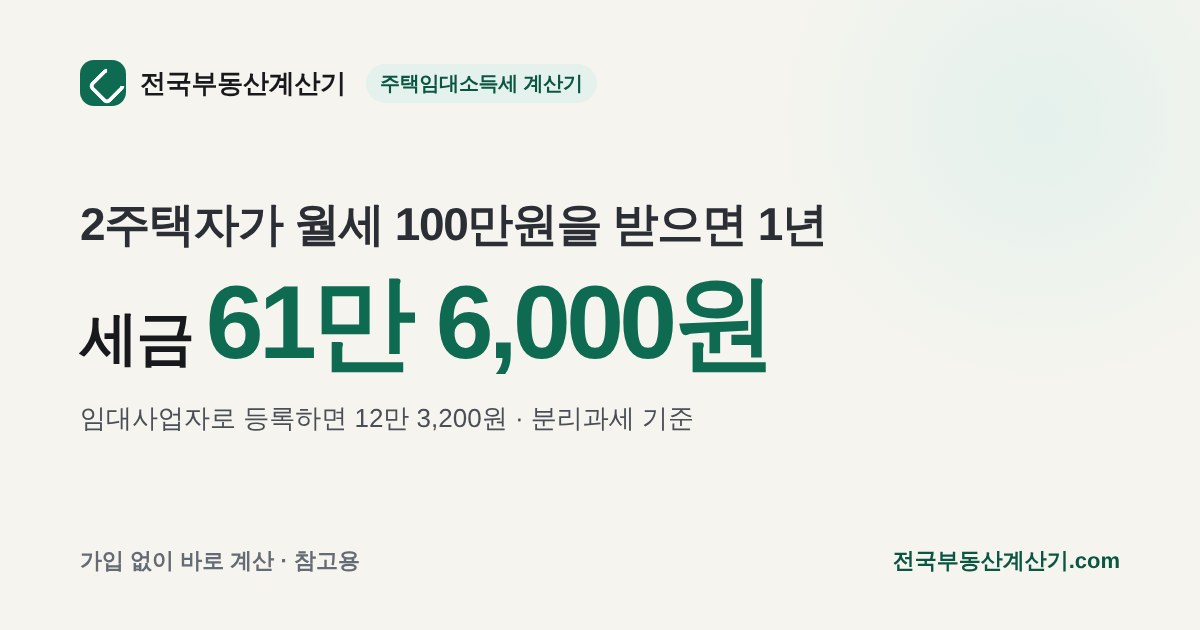 전국부동산계산기 주택임대소득세 계산기
2주택자가 월세 100만원을 받으면 1년
세금 61만 6,000원
임대사업자로 등록하면 12만 3,200원 · 분리과세 기준
가입 없이 바로 계산 · 참고용 전국부동산계산기.com